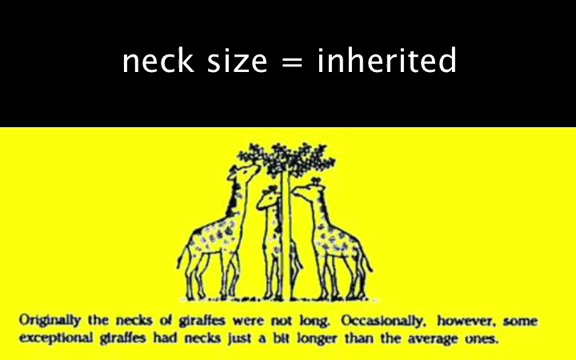 neck size = inherited
Originally the necks of giraffes were not long. Occasionally, however, some
exceptional giraffes had necks just a bit longer than the average ones.